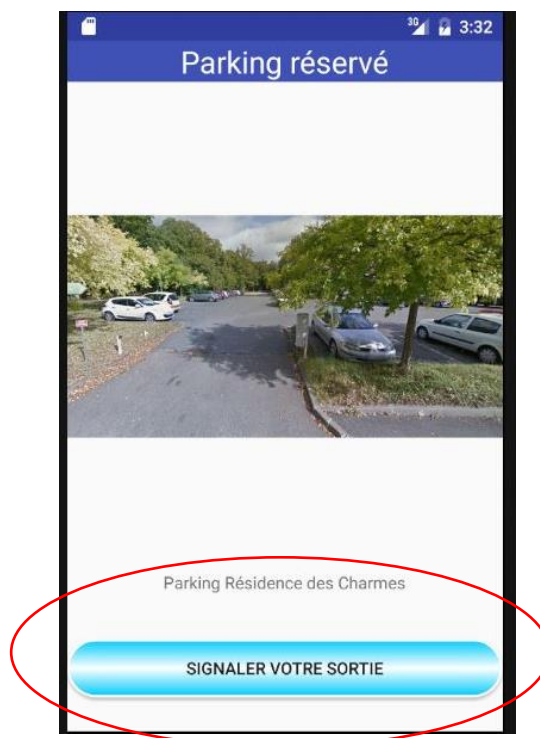 3G 3:32
Parking réservé
Parking Résidence des Charmes
SIGNALER VOTRE SORTIE